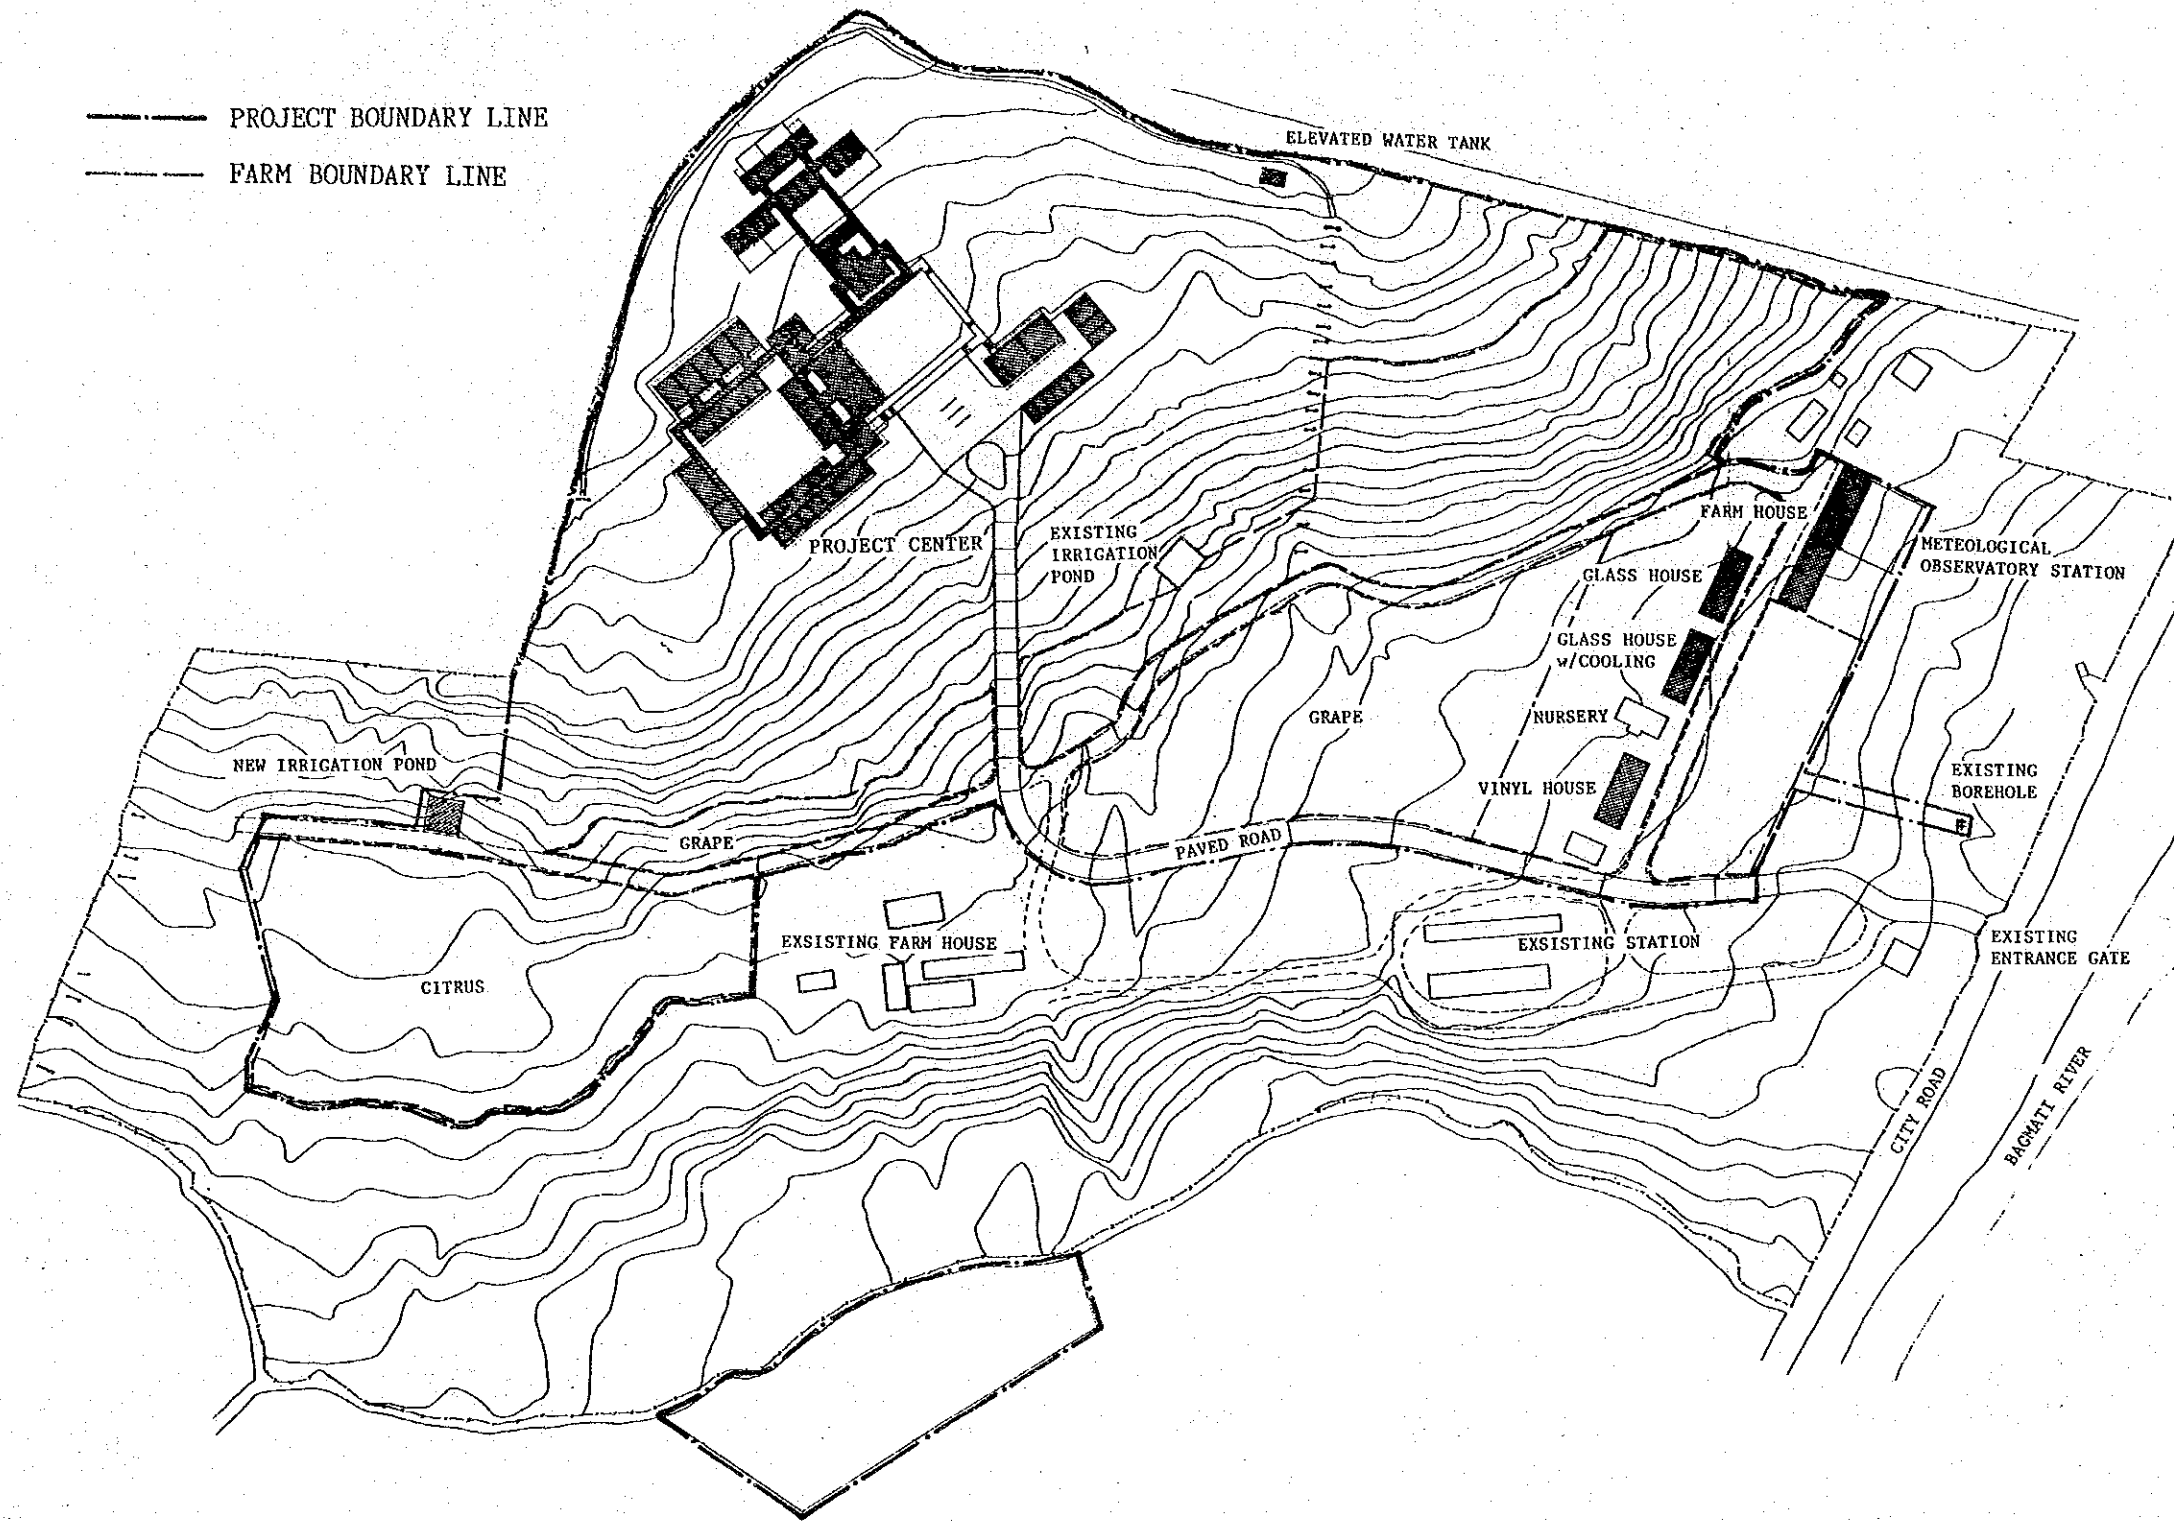 PROJECT BOUNDARY LINE
FARM BOUNDARY LINE
ELEVATED WATER TANK
PROJECT CENTER
EXISTING
IRRIGATION
POND
FARM HOUSE
METEOLOGICAL
OBSERVATORY STATION
GLASS HOUSE
GLASS HOUSE
w/COOLING
NURSERY
GRAPE
VINYL HOUSE
EXISTING
BOREHOLE
NEW IRRIGATION POND
GRAPE
PAVED ROAD
EXSISTING FARM HOUSE
EXSISTING STATION
EXISTING
ENTRANCE GATE
CITRUS
CITY ROAD
BAGMATI RIVER